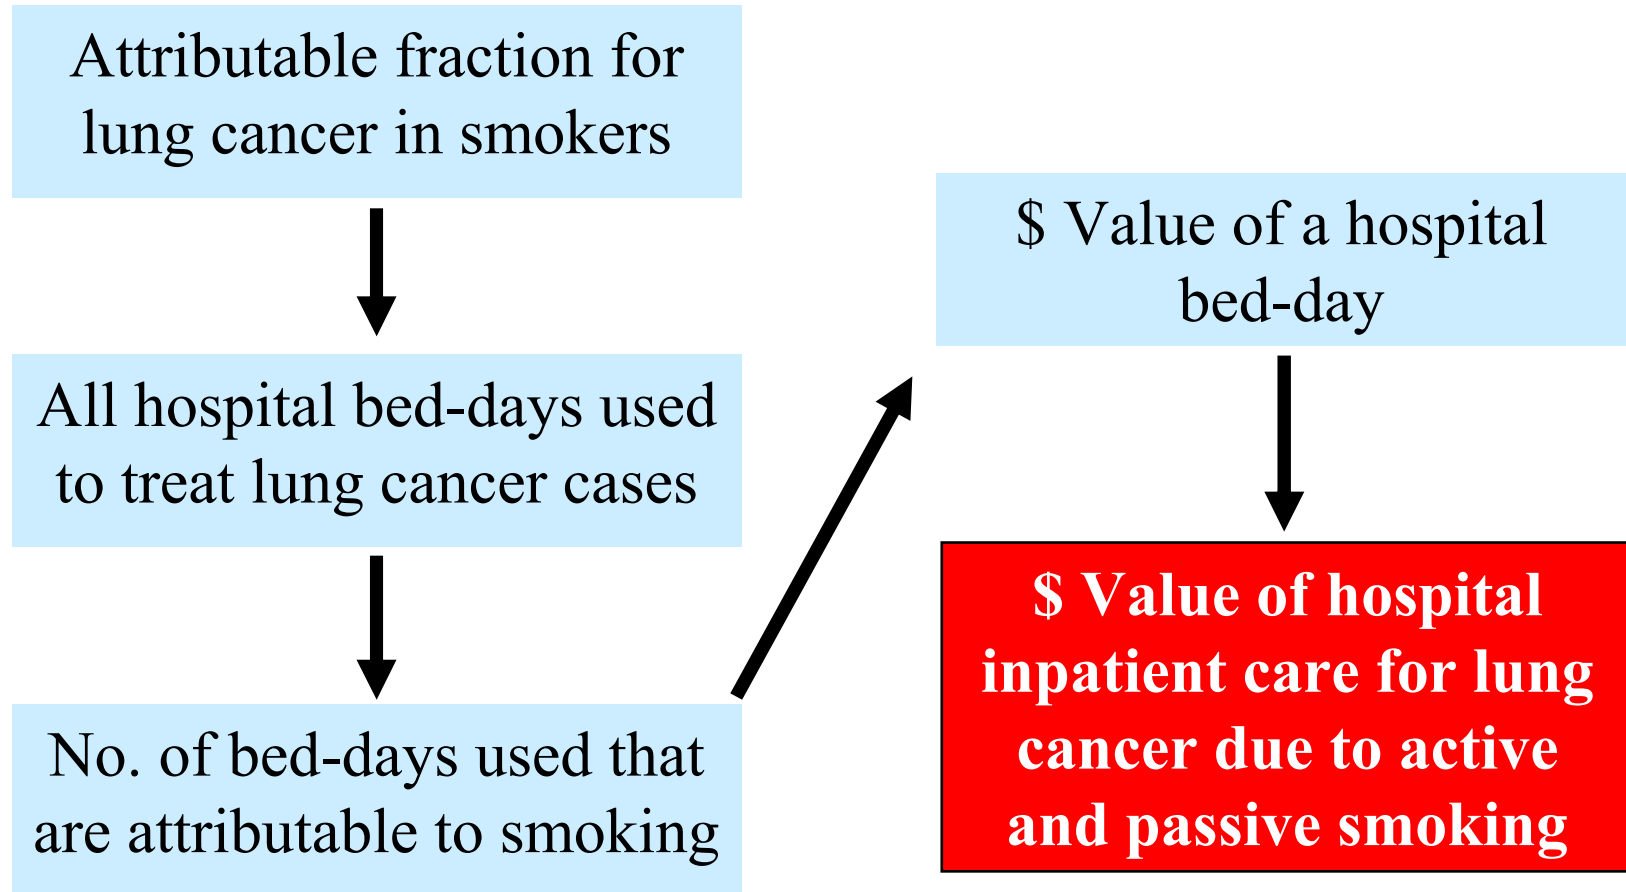 Attributable fraction for
lung cancer in smokers
All hospital bed-days used
to treat lung cancer cases
No. of bed-days used that
are attributable to smoking
$ Value of a hospital
bed-day
$ Value of hospital
inpatient care for lung
cancer due to active
and passive smoking